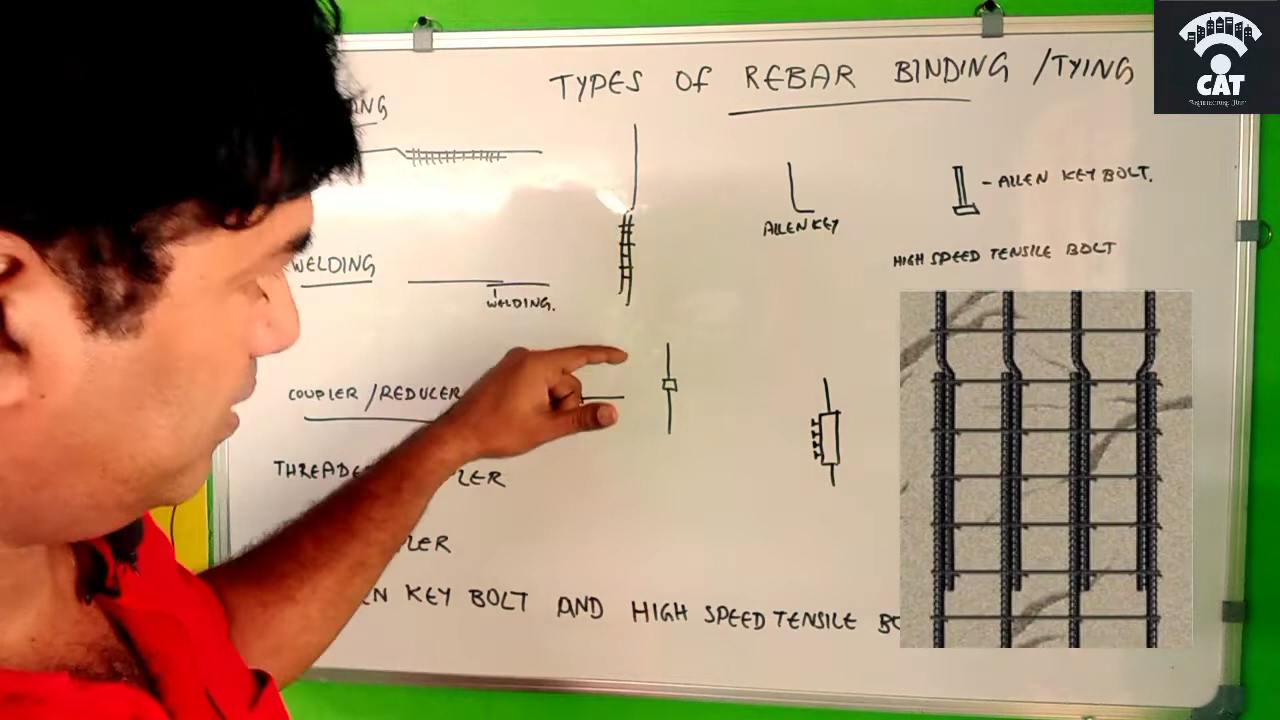 TYPES OF REBAR BINDING /TYING
CAT
ALLEN KEY
- ALLEN KEY BOLT.
HIGH SPEED TENSILE BOLT
WELDING
WELDING.
COUPLER /REDUCER
KEY BOLT AND HIGH SPEED TENSILE